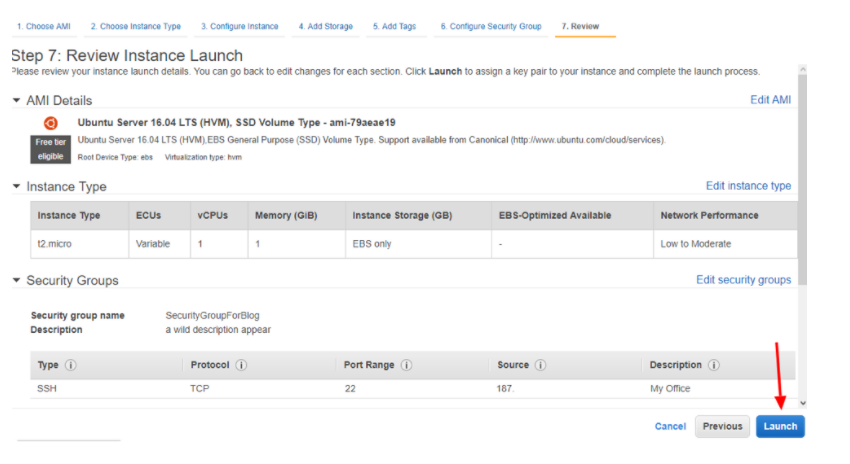 1. Choose AMI 2. Choose Instance Type 3. Configure Instance 4. Add Storage 5. Add Tags 6. Configure Security Group 7. Review
Step 7: Review Instance Launch
Please review your instance launch details. You can go back to edit changes for each section. Click Launch to assign a key pair to your instance and complete the launch process.
AMI Details Edit AMI
Ubuntu Server 16.04 LTS (HVM), SSD Volume Type - ami-79aeae19
Free tier eligible
Ubuntu Server 16.04 LTS (HVM),EBS General Purpose (SSD) Volume Type. Support available from Canonical (http://www.ubuntu.com/cloud/services).
Root Device Type: ebs Virtualization type: hvm
Instance Type Edit instance type
Instance Type ECUs vCPUs Memory (GiB) Instance Storage (GB) EBS-Optimized Available Network Performance
t2.micro Variable 1 1 EBS only - Low to Moderate
Security Groups Edit security groups
Security group name SecurityGroupForBlog
Description a wild description appear
Type Protocol Port Range Source Description
SSH TCP 22 187. My Office
Cancel Previous Launch